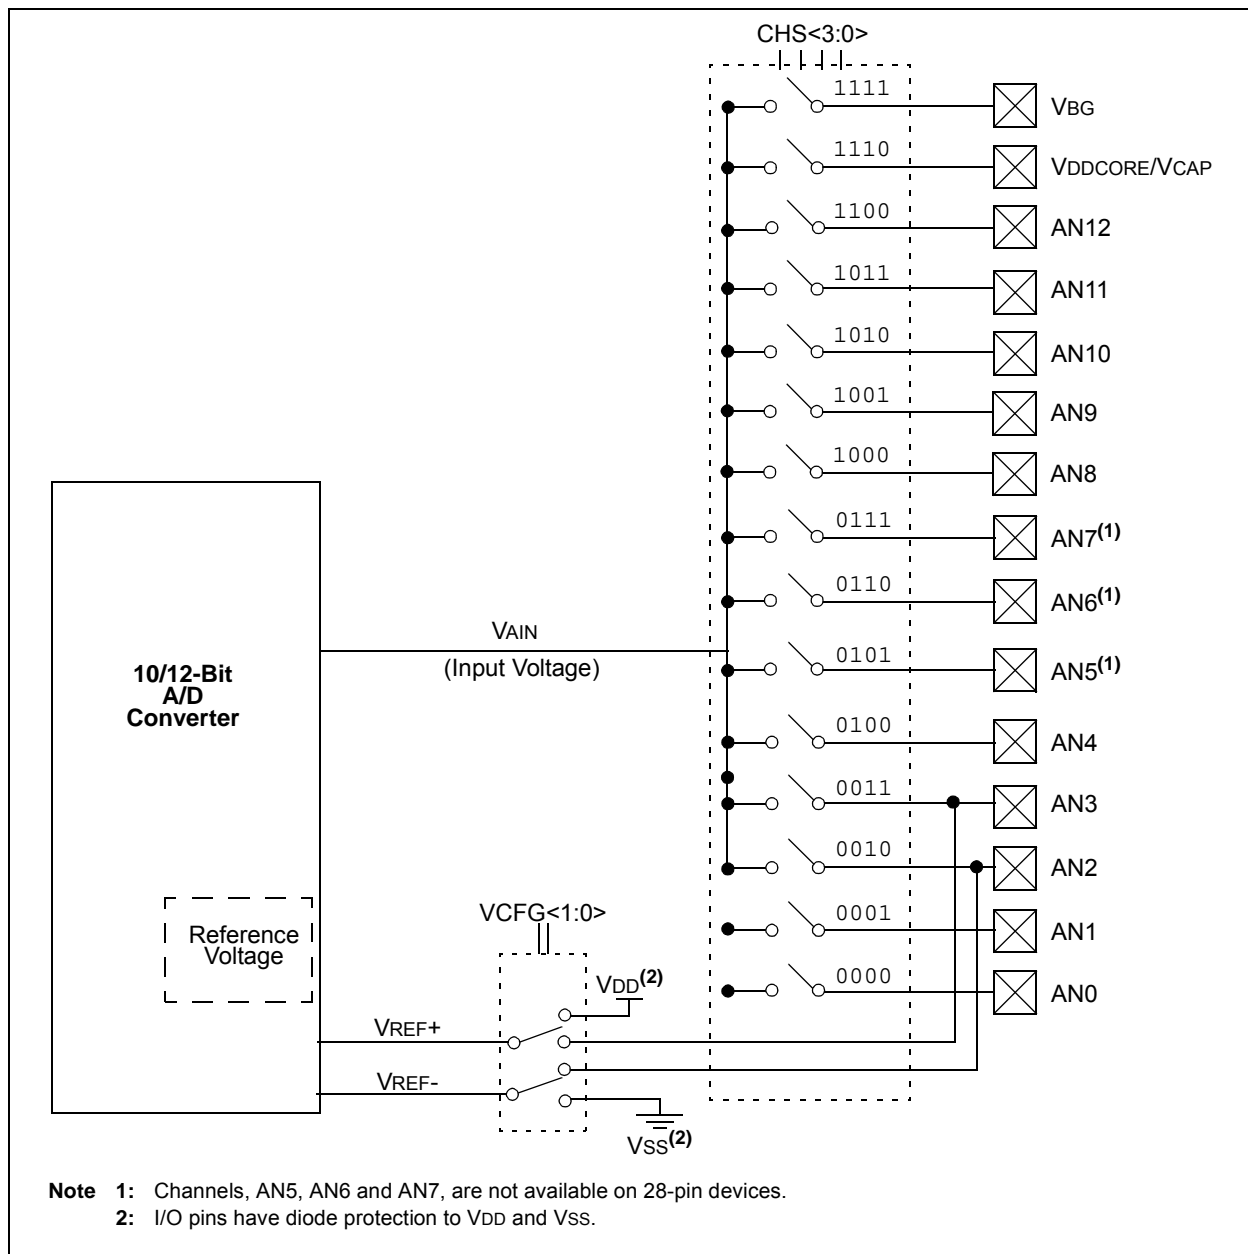 CHS<3:0>
1111 VBG
1110 VDDCORE/VCAP
1100 AN12
1011 AN11
1010 AN10
1001 AN9
1000 AN8
0111 AN7(1)
0110 AN6(1)
0101 AN5(1)
0100 AN4
0011 AN3
0010 AN2
0001 AN1
0000 AN0
VAIN
(Input Voltage)
10/12-Bit
A/D
Converter
Reference
Voltage
VCFG<1:0>
VDD(2)
VREF+
VREF-
VSS(2)
Note 1: Channels, AN5, AN6 and AN7, are not available on 28-pin devices.
2: I/O pins have diode protection to VDD and VSS.